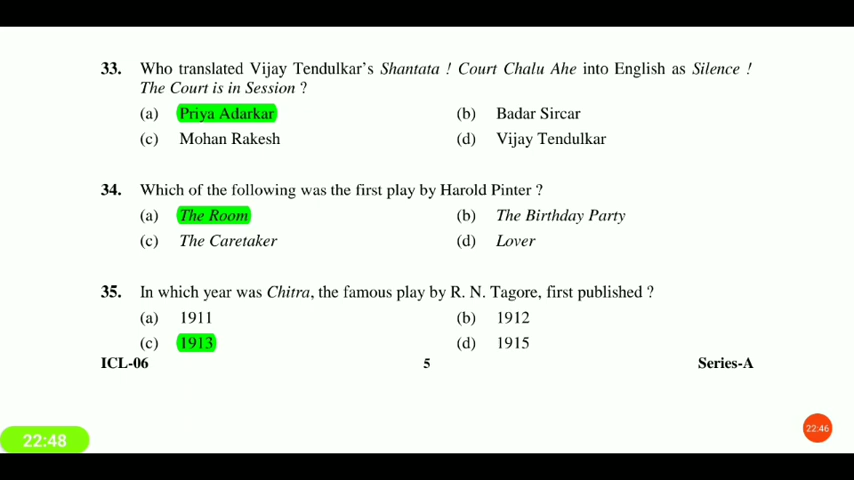 33. Who translated Vijay Tendulkar's Shantata ! Court Chalu Ahe into English as Silence !
The Court is in Session ?
(a) Priya Adarkar (b) Badar Sircar
(c) Mohan Rakesh (d) Vijay Tendulkar
34. Which of the following was the first play by Harold Pinter ?
(a) The Room (b) The Birthday Party
(c) The Caretaker (d) Lover
35. In which year was Chitra, the famous play by R. N. Tagore, first published ?
(a) 1911 (b) 1912
(c) 1913 (d) 1915
ICL-06 5 Series-A
22:48 22:46